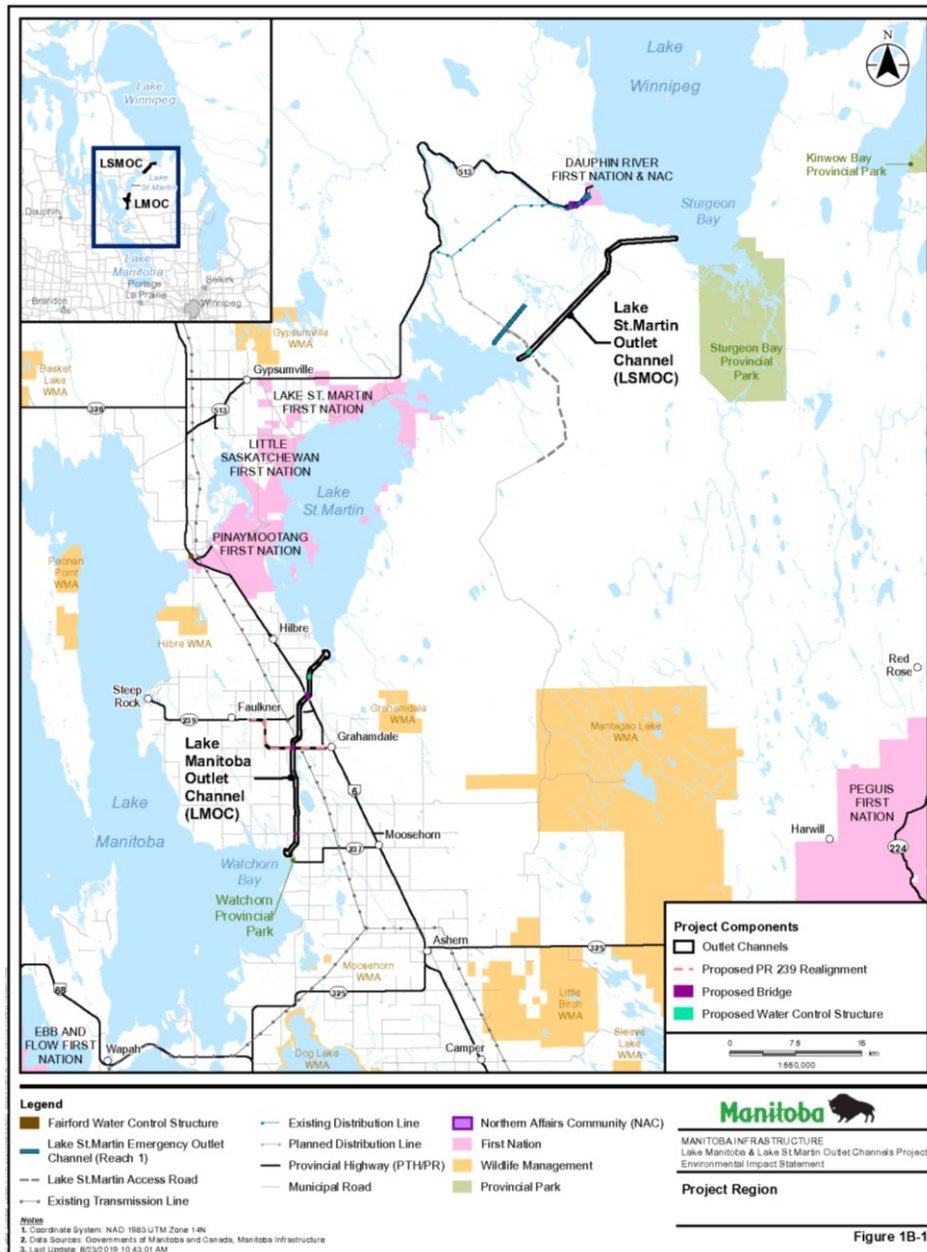 Lake
Winnipeg
LSMOC
Lake
St.Martin
LMOC
Dauphin
Lake
Manitoba
Portage
La Prairie
Selkirk
Brandon
Winnipeg
Lake
Winnipeg
N
513
DAUPHIN RIVER
FIRST NATION & NAC
Kinwow Bay
Provincial Park
Sturgeon
Bay
Lake
St.Martin
Outlet
Channel
(LSMOC)
Sturgeon Bay
Provincial
Park
Gypsumville
WMA
Basket
Lake
WMA
Gypsumville
LAKE ST. MARTIN
FIRST NATION
328
513
LITTLE
SASKATCHEWAN
FIRST NATION
Lake
St.Martin
PINAYMOOTANG
FIRST NATION
Peonan
Point
WMA
Hilbre WMA
Hilbre
Red
Rose
Steep
Rock
Faulkner
239
Grahamdale
WMA
Mantagao Lake
WMA
Grahamdale
Lake
Manitoba
Outlet
Channel
(LMOC)
6
PEGUIS
FIRST
NATION
Lake
Manitoba
Moosehorn
Harwill
237
224
Watchorn
Bay
Watchorn
Provincial
Park
Ashern
325
Moosehorn
WMA
68
325
Little
Birch
WMA
EBB AND
FLOW FIRST
NATION
Wapah
Dog Lake
WMA
Camper
Sleeve
Lake
WMA
Project Components
Outlet Channels
Proposed PR 239 Realignment
Proposed Bridge
Proposed Water Control Structure
0 7.5 15
km
1:550,000
Legend
Fairford Water Control Structure
Lake St.Martin Emergency Outlet
Channel (Reach 1)
Lake St.Martin Access Road
Existing Transmission Line
Existing Distribution Line
Planned Distribution Line
Provincial Highway (PTH/PR)
Municipal Road
Northern Affairs Community (NAC)
First Nation
Wildlife Management
Provincial Park
Notes
1. Coordinate System: NAD 1983 UTM Zone 14N
2. Data Sources: Governments of Manitoba and Canada, Manitoba Infrastructure
3. Last Update: 8/23/2019 10:43:01 AM
Manitoba
MANITOBA INFRASTRUCTURE
Lake Manitoba & Lake St.Martin Outlet Channels Project
Environmental Impact Statement
Project Region
Figure 1B-1